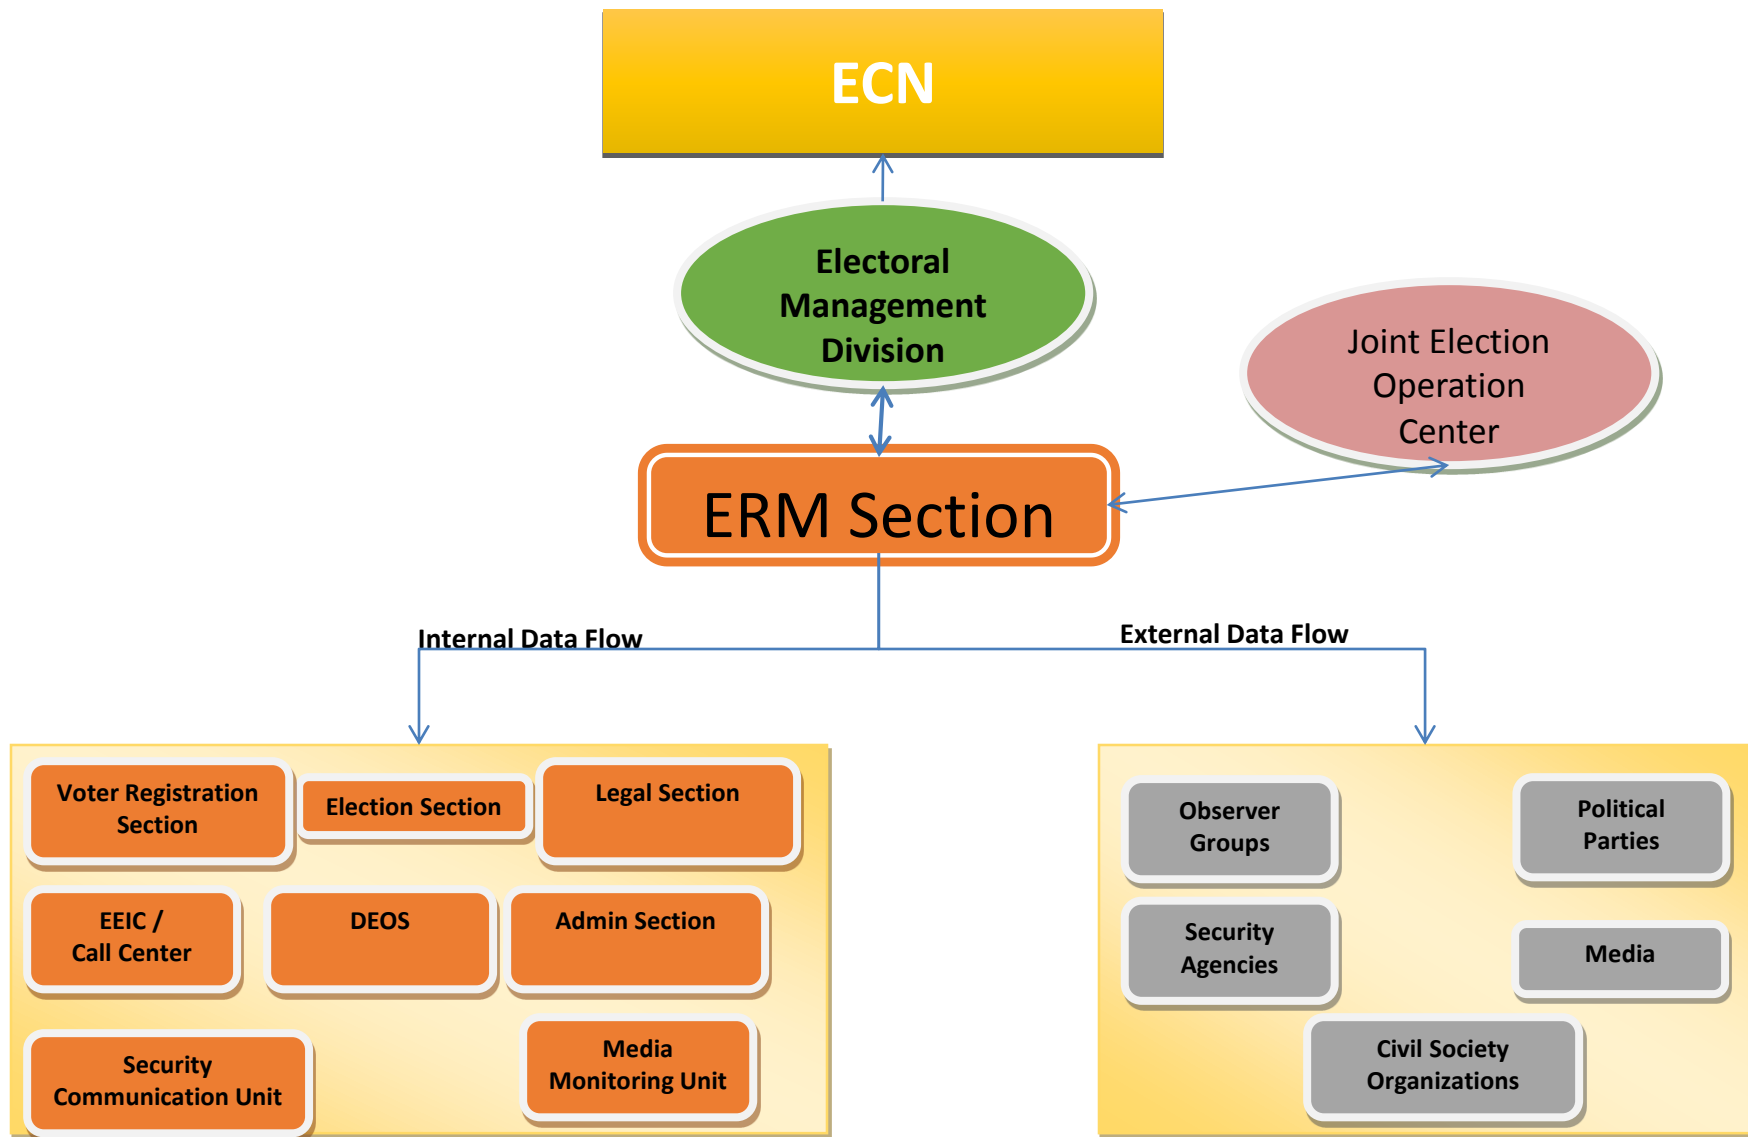 ECN
Electoral
Management
Division
Joint Election
Operation
Center
ERM Section
Internal Data Flow
External Data Flow
Voter Registration
Section
Election Section
Legal Section
EEIC /
Call Center
DEOS
Admin Section
Security
Communication Unit
Media
Monitoring Unit
Observer
Groups
Political
Parties
Security
Agencies
Media
Civil Society
Organizations